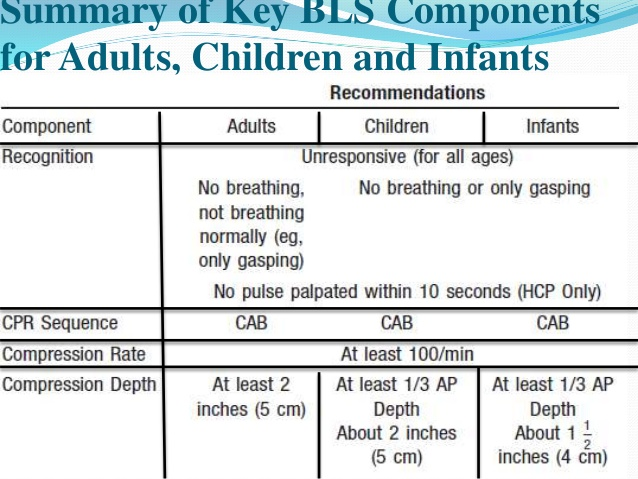 Summary of Key BLS Components
for Adults, Children and Infants
Recommendations
Component Adults Children Infants
Recognition Unresponsive (for all ages)
No breathing, No breathing or only gasping
not breathing
normally (eg,
only gasping)
No pulse palpated within 10 seconds (HCP Only)
CPR Sequence CAB CAB CAB
Compression Rate At least 100/min
Compression Depth At least 2 At least 1/3 AP At least 1/3 AP
inches (5 cm) Depth Depth
About 2 inches About 1 1/2
(5 cm) inches (4 cm)